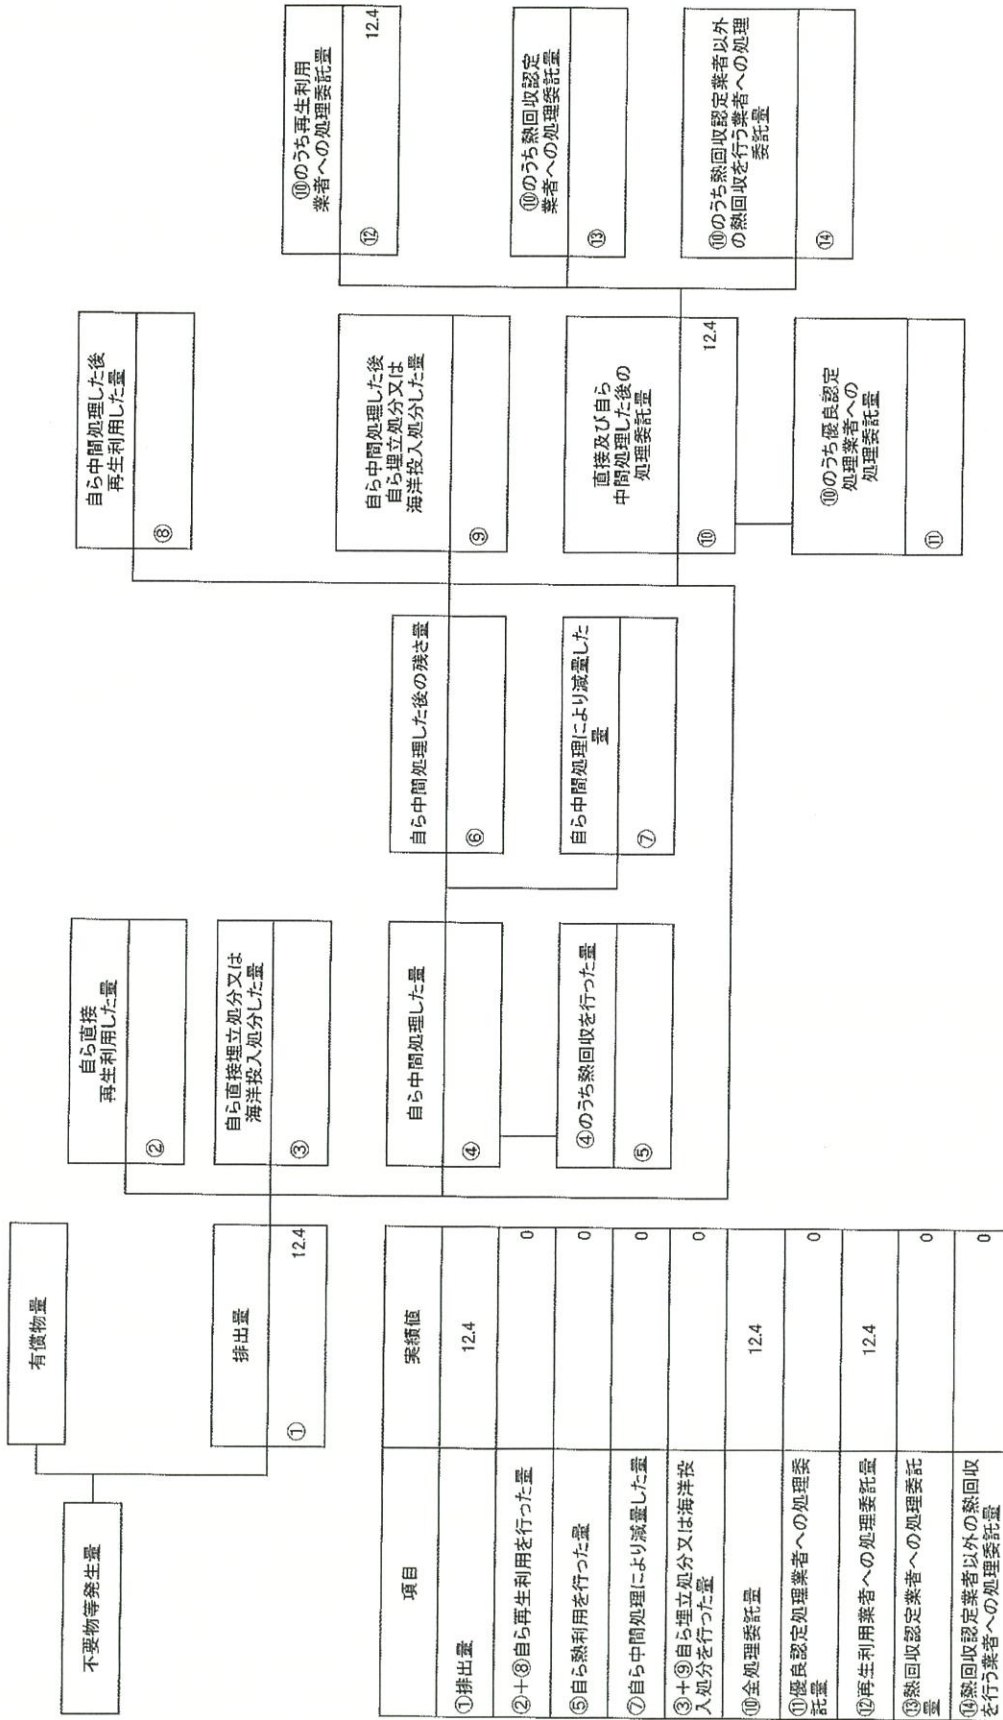 不要物等発生量
有償物量
排出量
①
12.4
自ら直接
再生利用した量
②
自ら直接埋立処分又は
海洋投入処分した量
③
自ら中間処理した量
④
④のうち熱回収を行った量
⑤
自ら中間処理した後の残さ量
⑥
自ら中間処理により減量した
量
⑦
自ら中間処理した後
再生利用した量
⑧
自ら中間処理した後
自ら埋立処分又は
海洋投入処分した量
⑨
直接及び自ら
中間処理した後の
処理委託量
⑩
12.4
⑩のうち優良認定
処理業者への
処理委託量
⑪
⑩のうち再生利用
業者への処理委託量
⑫
12.4
⑩のうち熱回収認定
業者への処理委託量
⑬
⑩のうち熱回収認定業者以外
の熱回収を行う業者への処理
委託量
⑭
項目
実績値
①排出量
12.4
②+⑧自ら再生利用を行った量
0
⑤自ら熱利用を行った量
0
⑦自ら中間処理により減量した量
0
③+⑨自ら埋立処分又は海洋投
入処分を行った量
0
⑩全処理委託量
12.4
⑪優良認定処理業者への処理委
託量
0
⑫再生利用業者への処理委託量
12.4
⑬熱回収認定業者への処理委託
量
0
⑭熱回収認定業者以外の熱回収
を行う業者への処理委託量
0